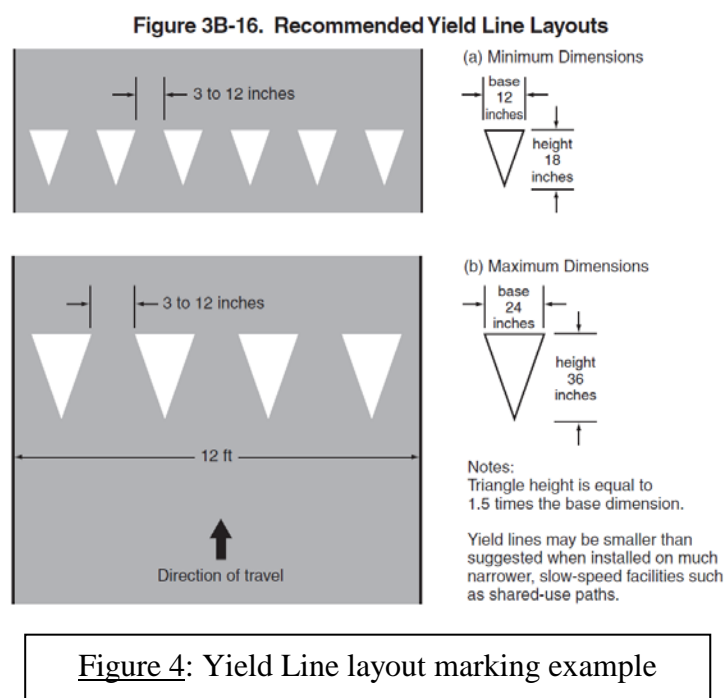 Figure 3B-16. Recommended Yield Line Layouts
(a) Minimum Dimensions
3 to 12 inches
base
12
inches
height
18
inches
(b) Maximum Dimensions
3 to 12 inches
base
24
inches
height
36
inches
12 ft
Notes:
Triangle height is equal to
1.5 times the base dimension.
Yield lines may be smaller than
suggested when installed on much
narrower, slow-speed facilities such
as shared-use paths.
Direction of travel
Figure 4: Yield Line layout marking example